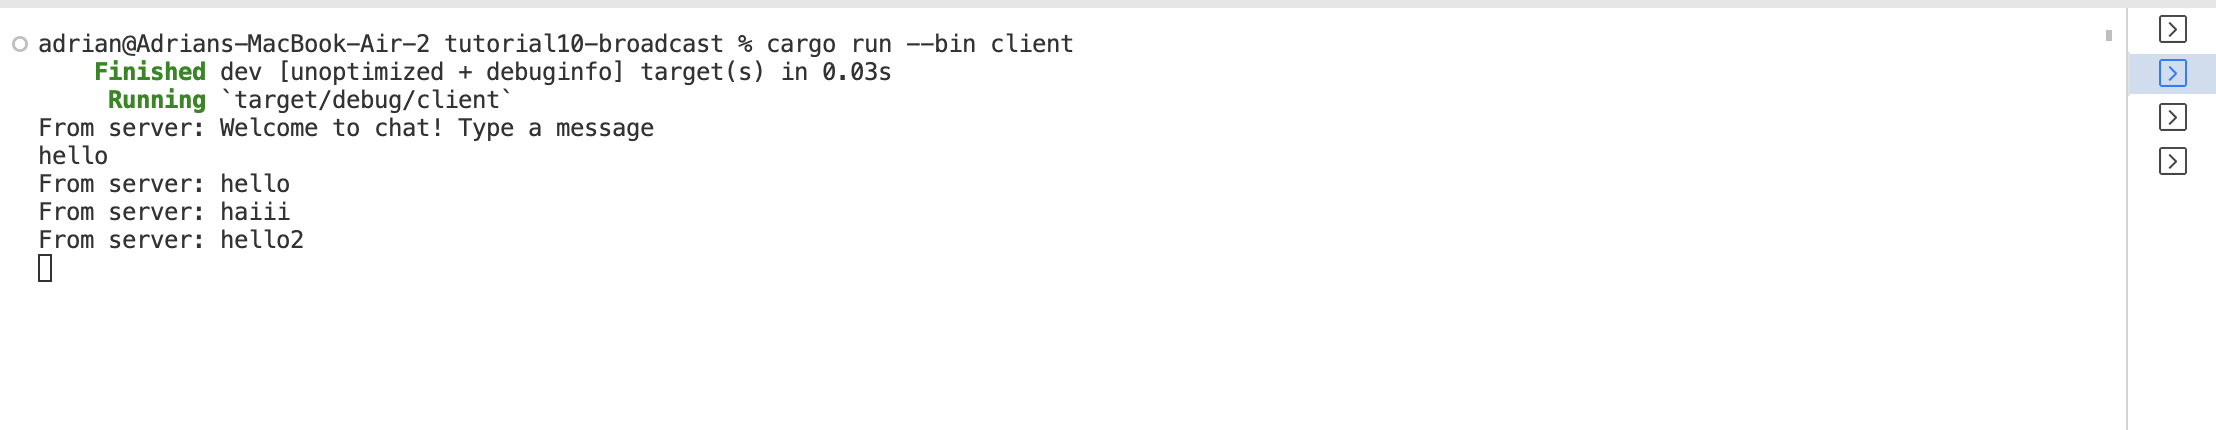 adrian@Adrians-MacBook-Air-2 tutorial10-broadcast % cargo run --bin client
Finished dev [unoptimized + debuginfo] target(s) in 0.03s
Running `target/debug/client`
From server: Welcome to chat! Type a message
hello
From server: hello
From server: haiii
From server: hello2